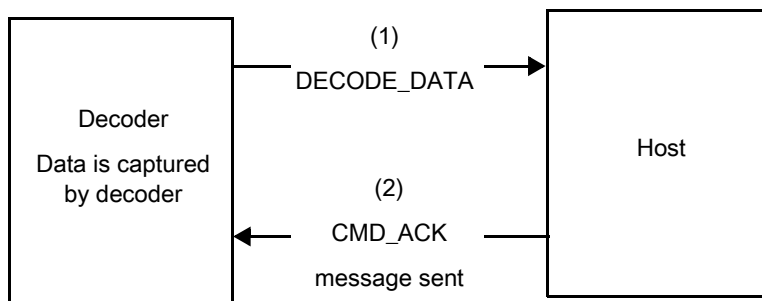 Decoder
Data is captured
by decoder
(1)
DECODE_DATA
(2)
CMD_ACK
message sent
Host